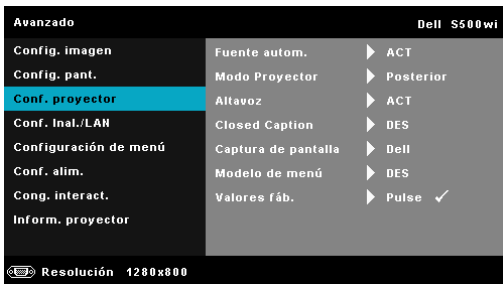 Avanzado Dell S500wi
Config. imagen
Config. pant.
Conf. proyector
Conf. Inal./LAN
Configuración de menú
Conf. alim.
Cong. interact.
Inform. proyector
Fuente autom. ACT
Modo Proyector Posterior
Altavoz ACT
Closed Caption DES
Captura de pantalla Dell
Modelo de menú DES
Valores fáb. Pulse
Resolución 1280x800